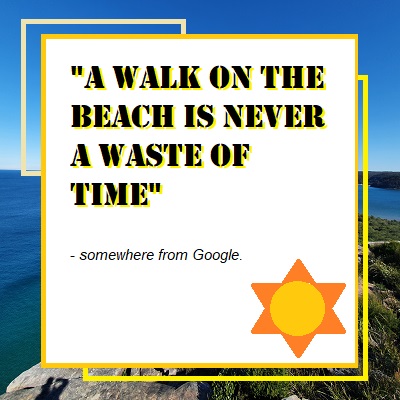 "A WALK ON THE
BEACH IS NEVER
A WASTE OF
TIME"
- somewhere from Google.